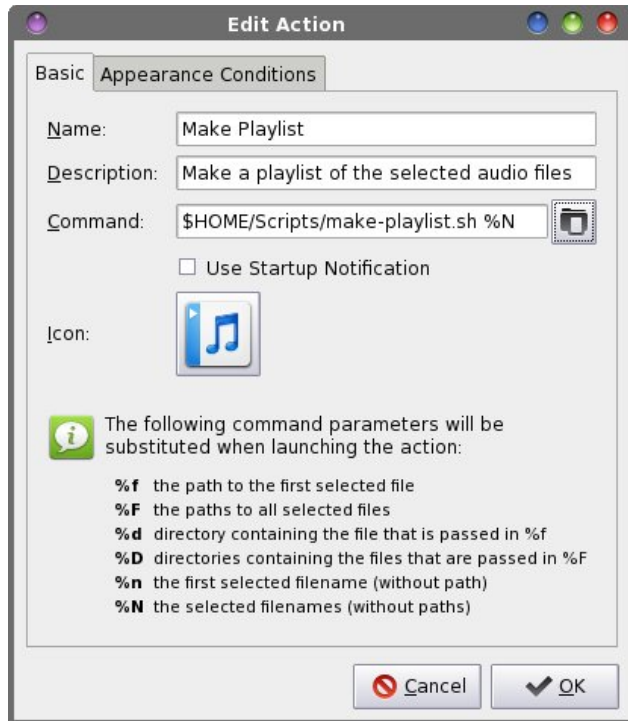 Edit Action
Basic
Appearance Conditions
Name:
Make Playlist
Description:
Make a playlist of the selected audio files
Command:
$HOME/Scripts/make-playlist.sh %N
Use Startup Notification
Icon:
The following command parameters will be
substituted when launching the action:
%f the path to the first selected file
%F the paths to all selected files
%d directory containing the file that is passed in %f
%D directories containing the files that are passed in %F
%n the first selected filename (without path)
%N the selected filenames (without paths)
Cancel
OK